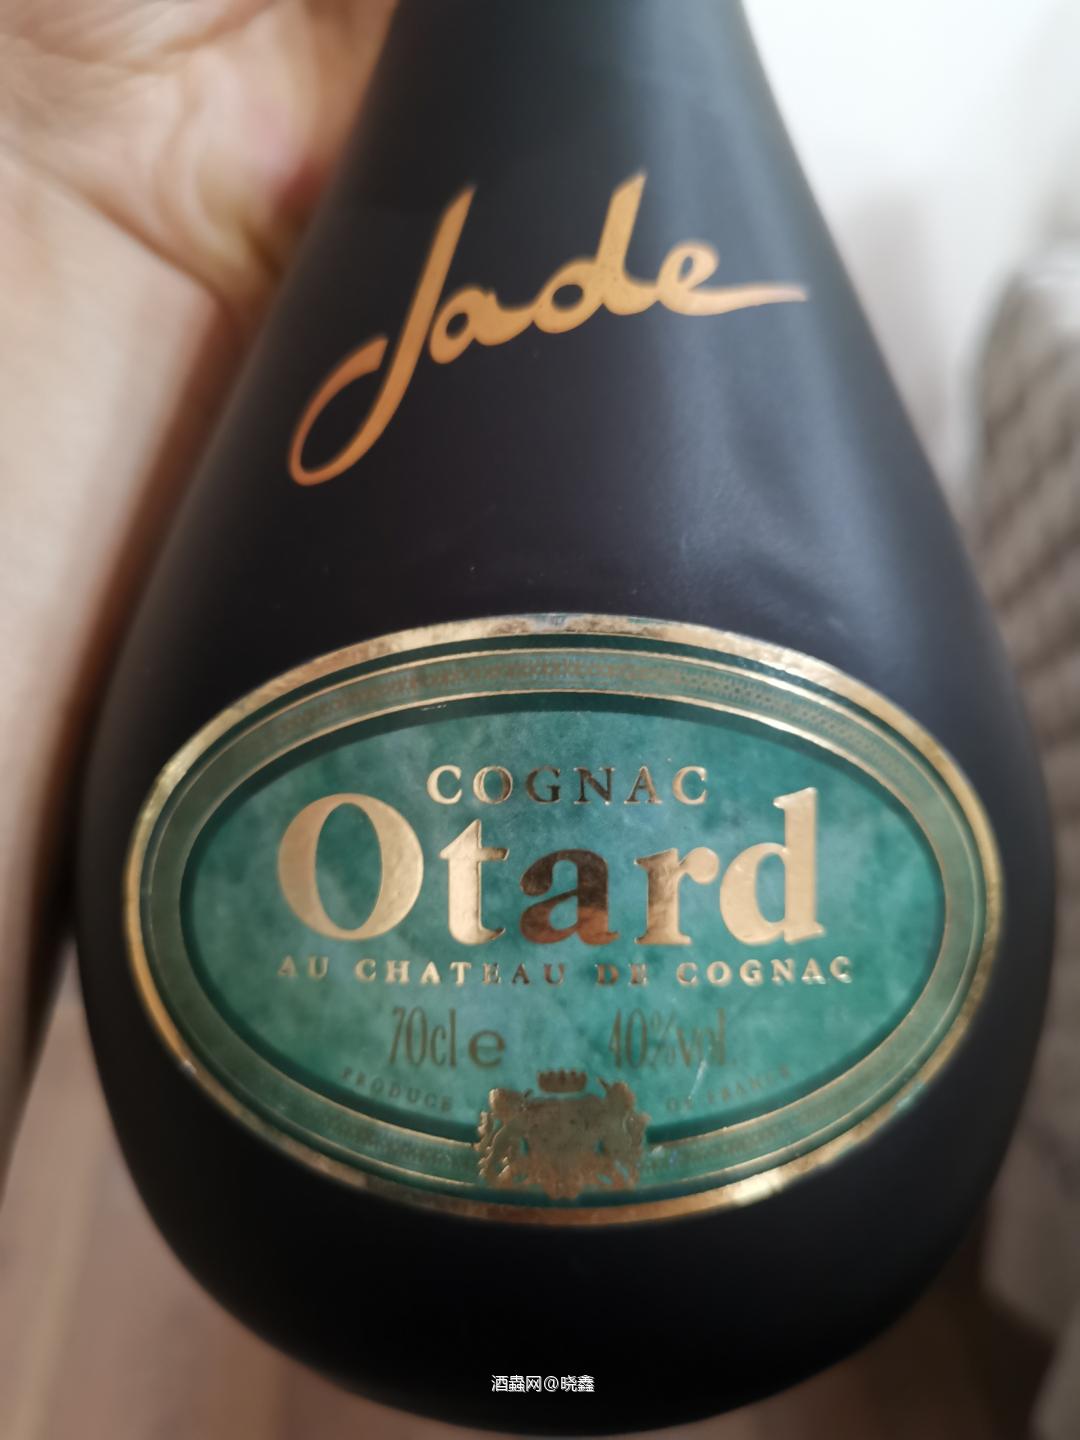 Jade
COGNAC
Otard
AU CHATEAU DE COGNAC
70cl e 40%vol.
PRODUCE OF FRANCE
酒蟲网@晓鑫